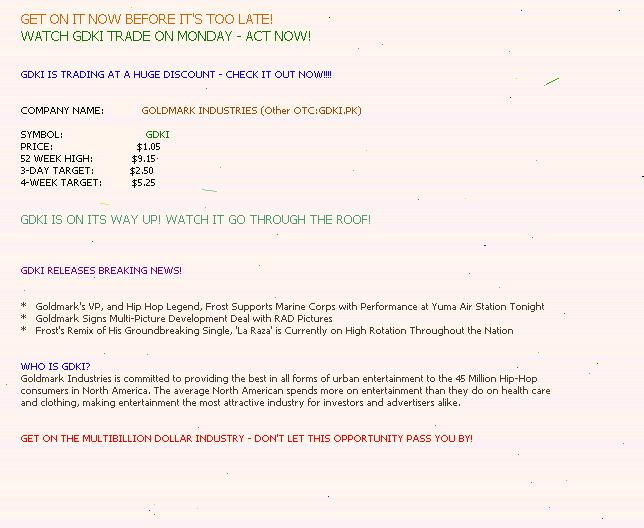 GET ON IT NOW BEFORE IT'S TOO LATE!
WATCH GDKI TRADE ON MONDAY - ACT NOW!
GDKI IS TRADING AT A HUGE DISCOUNT - CHECK IT OUT NOW!!!!
COMPANY NAME: GOLDMARK INDUSTRIES (Other OTC:GDKI.PK)
SYMBOL: GDKI
PRICE: $1.05
52 WEEK HIGH: $9.15
3-DAY TARGET: $2.50
4-WEEK TARGET: $5.25
GDKI IS ON ITS WAY UP! WATCH IT GO THROUGH THE ROOF!
GDKI RELEASES BREAKING NEWS!
* Goldmark's VP, and Hip Hop Legend, Frost Supports Marine Corps with Performance at Yuma Air Station Tonight
* Goldmark Signs Multi-Picture Development Deal with RAD Pictures
* Frost's Remix of His Groundbreaking Single, 'La Raza' is Currently on High Rotation Throughout the Nation
WHO IS GDKI?
Goldmark Industries is committed to providing the best in all forms of urban entertainment to the 45 Million Hip-Hop
consumers in North America. The average North American spends more on entertainment than they do on health care
and clothing, making entertainment the most attractive industry for investors and advertisers alike.
GET ON THE MULTIBILLION DOLLAR INDUSTRY - DON'T LET THIS OPPORTUNITY PASS YOU BY!